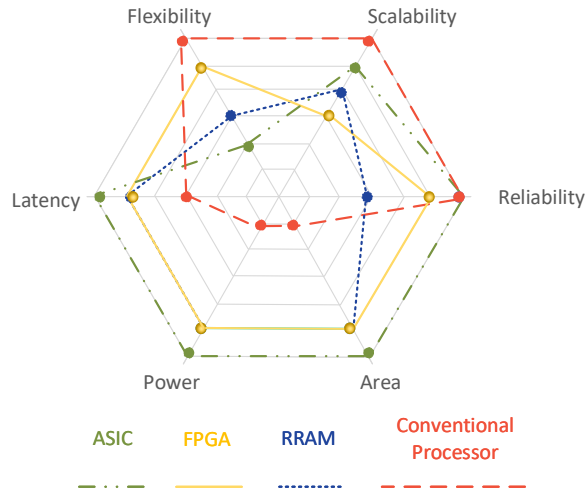 Flexibility
Scalability
Latency
Reliability
Power
Area
ASIC
FPGA
RRAM
Conventional
Processor